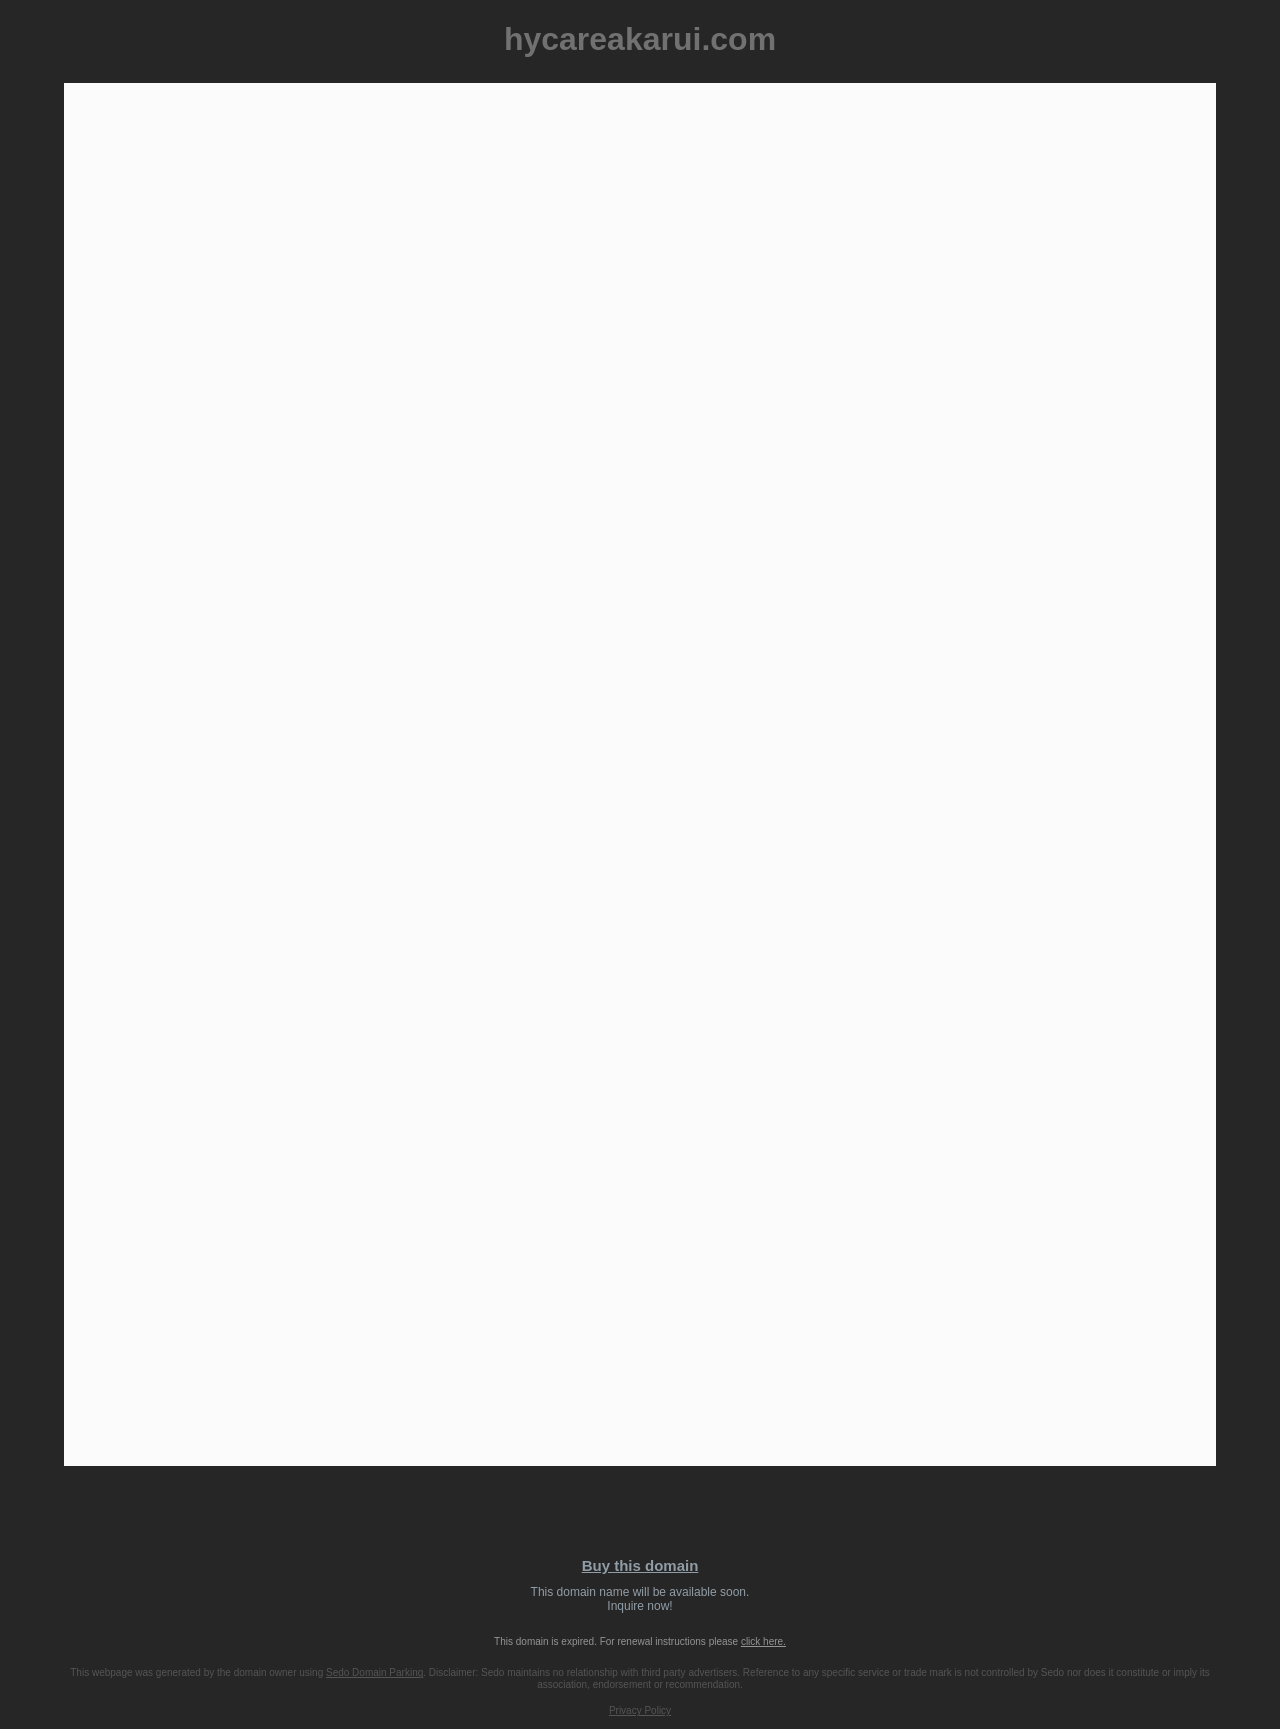 hycareakarui.com
Buy this domain
This domain name will be available soon.
Inquire now!
This domain is expired. For renewal instructions please click here.
This webpage was generated by the domain owner using Sedo Domain Parking. Disclaimer: Sedo maintains no relationship with third party advertisers. Reference to any specific service or trade mark is not controlled by Sedo nor does it constitute or imply its
association, endorsement or recommendation.
Privacy Policy